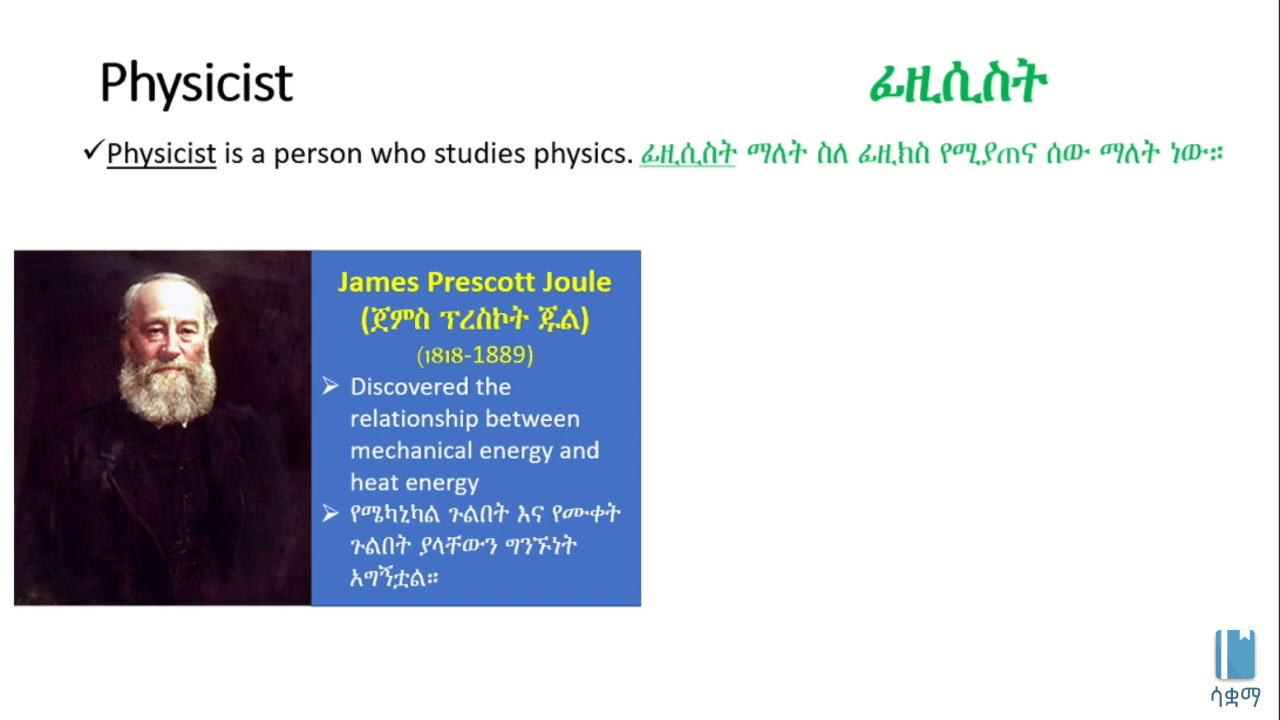 Physicist
ፊዚሲስት
✓Physicist is a person who studies physics. ፊዚሲስት ማለት ስለ ፊዚክስ የሚያጠና ሰው ማለት ነው።
James Prescott Joule
(ጀምስ ፕረስኮት ጁል)
(1818-1889)
➢ Discovered the
relationship between
mechanical energy and
heat energy
➢ የሜካኒካል ጉልበት እና የሙቀት
ጉልበት ያላቸውን ግንኙነት
አግኝቷል።
ሳቋማ